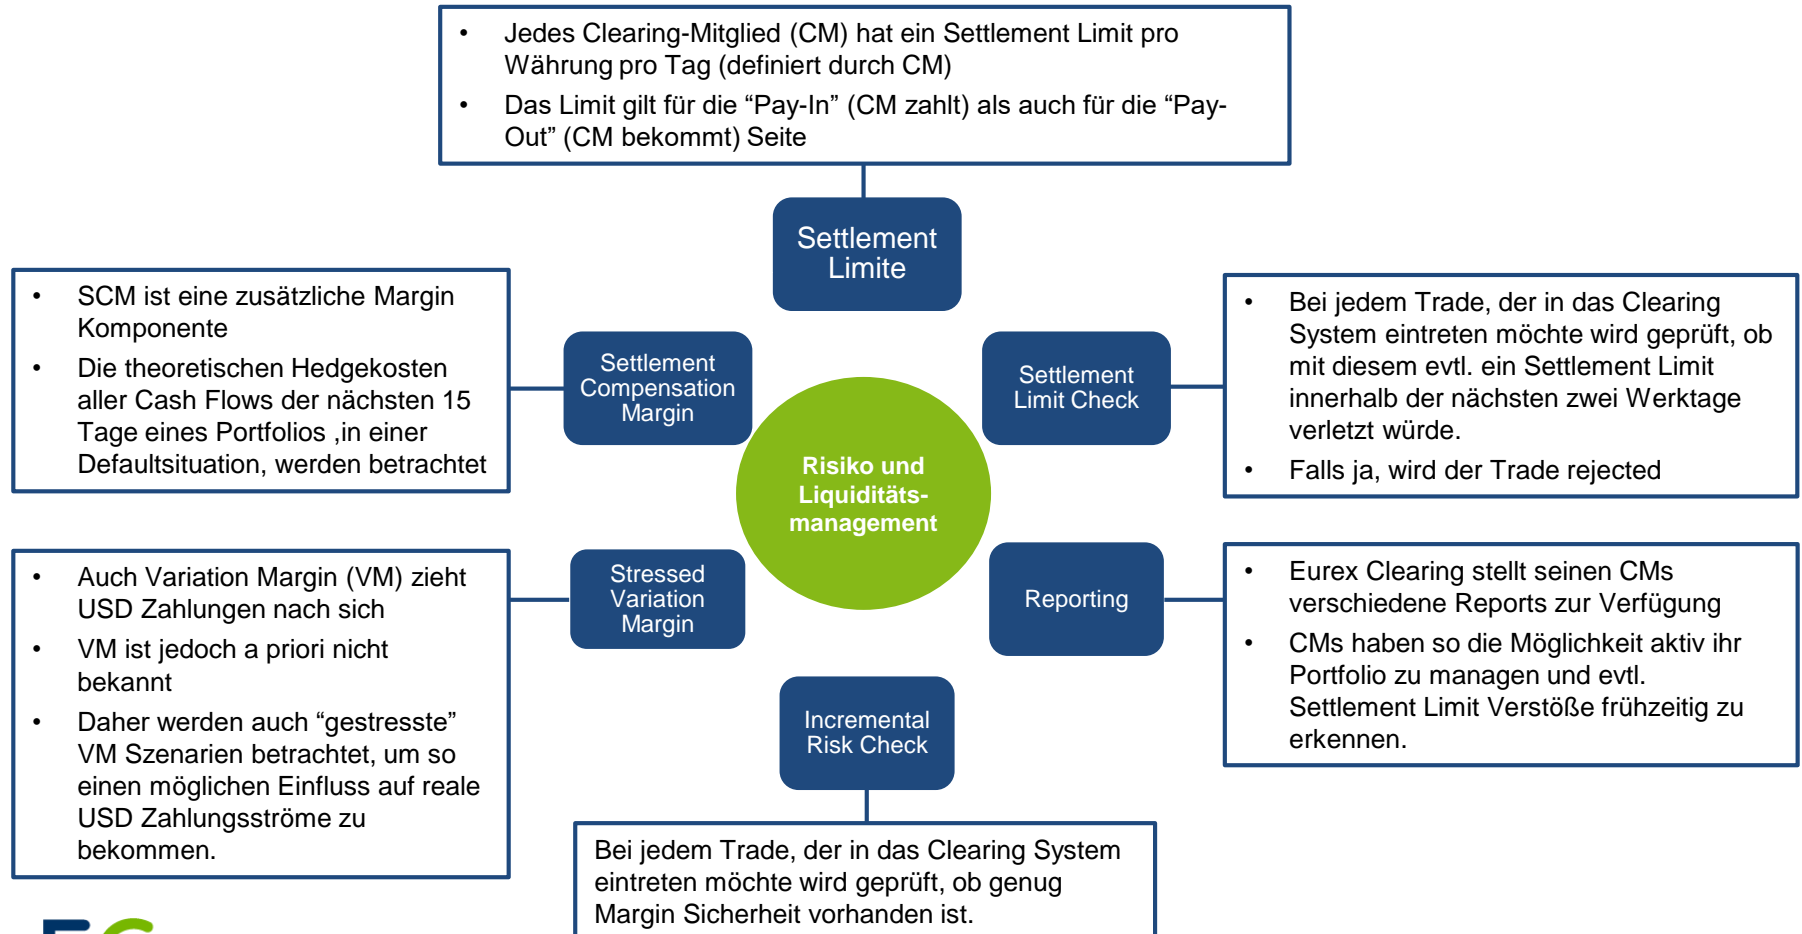 • Jedes Clearing-Mitglied (CM) hat ein Settlement Limit pro
Währung pro Tag (definiert durch CM)
• Das Limit gilt für die “Pay-In” (CM zahlt) als auch für die “Pay-
Out” (CM bekommt) Seite
Settlement
Limite
• SCM ist eine zusätzliche Margin
Komponente
• Die theoretischen Hedgekosten
aller Cash Flows der nächsten 15
Tage eines Portfolios ,in einer
Defaultsituation, werden betrachtet
Settlement
Compensation
Margin
Settlement
Limit Check
• Bei jedem Trade, der in das Clearing
System eintreten möchte wird geprüft, ob
mit diesem evtl. ein Settlement Limit
innerhalb der nächsten zwei Werktage
verletzt würde.
• Falls ja, wird der Trade rejected
Risiko und
Liquiditäts-
management
• Auch Variation Margin (VM) zieht
USD Zahlungen nach sich
• VM ist jedoch a priori nicht
bekannt
• Daher werden auch “gestresste”
VM Szenarien betrachtet, um so
einen möglichen Einfluss auf reale
USD Zahlungsströme zu
bekommen.
Stressed
Variation
Margin
Reporting
• Eurex Clearing stellt seinen CMs
verschiedene Reports zur Verfügung
• CMs haben so die Möglichkeit aktiv ihr
Portfolio zu managen und evtl.
Settlement Limit Verstöße frühzeitig zu
erkennen.
Incremental
Risk Check
Bei jedem Trade, der in das Clearing System
eintreten möchte wird geprüft, ob genug
Margin Sicherheit vorhanden ist.